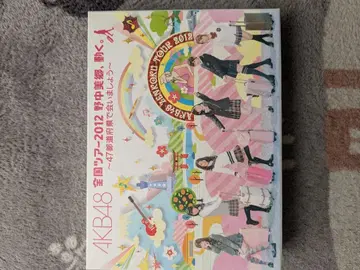 AKB48
全国ツアー2012 野中美郷、動く。
〜47都道府県で会いましょう〜
AKB48 ZENKOKU TOUR 2012